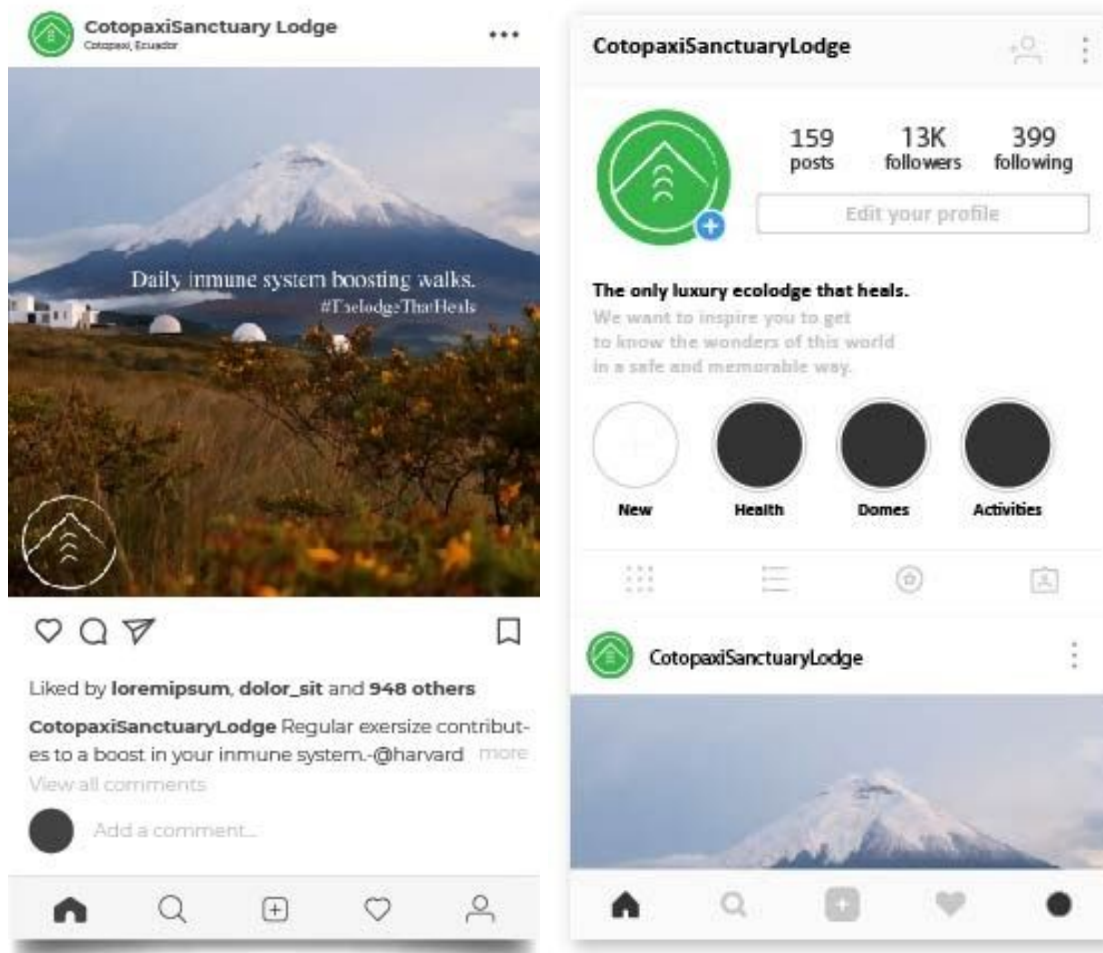 CotopaxiSanctuary Lodge
Cotopaxi, Ecuador
Daily inmune system boosting walks.
#ThelodgeThatHeals
Liked by loremipsum, dolor_sit and 948 others
CotopaxiSanctuaryLodge Regular exersize contribut-
es to a boost in your inmune system.-@harvard more
View all comments
Add a comment...
CotopaxiSanctuaryLodge
159 13K 399
posts followers following
Edit your profile
The only luxury ecolodge that heals.
We want to inspire you to get
to know the wonders of this world
in a safe and memorable way.
New Health Domes Activities
CotopaxiSanctuaryLodge